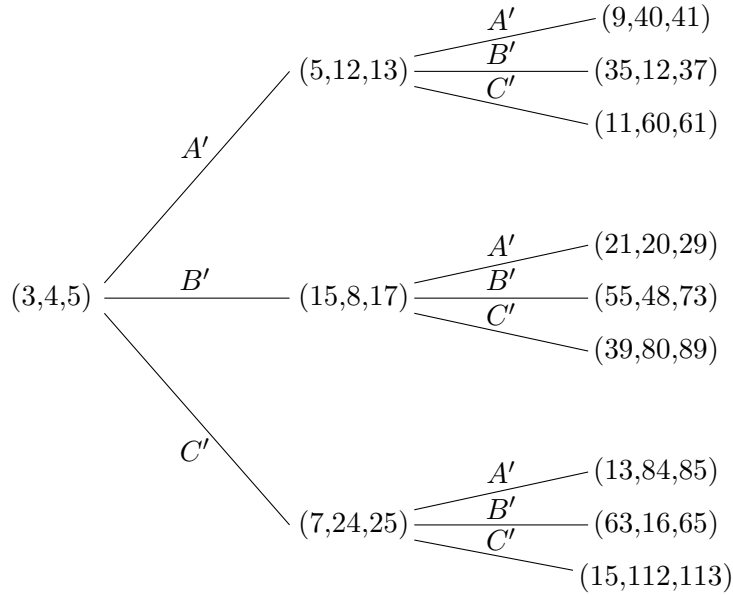 (3,4,5)
A′
(5,12,13)
A′
(9,40,41)
B′
(35,12,37)
C′
(11,60,61)
B′
(15,8,17)
A′
(21,20,29)
B′
(55,48,73)
C′
(39,80,89)
C′
(7,24,25)
A′
(13,84,85)
B′
(63,16,65)
C′
(15,112,113)